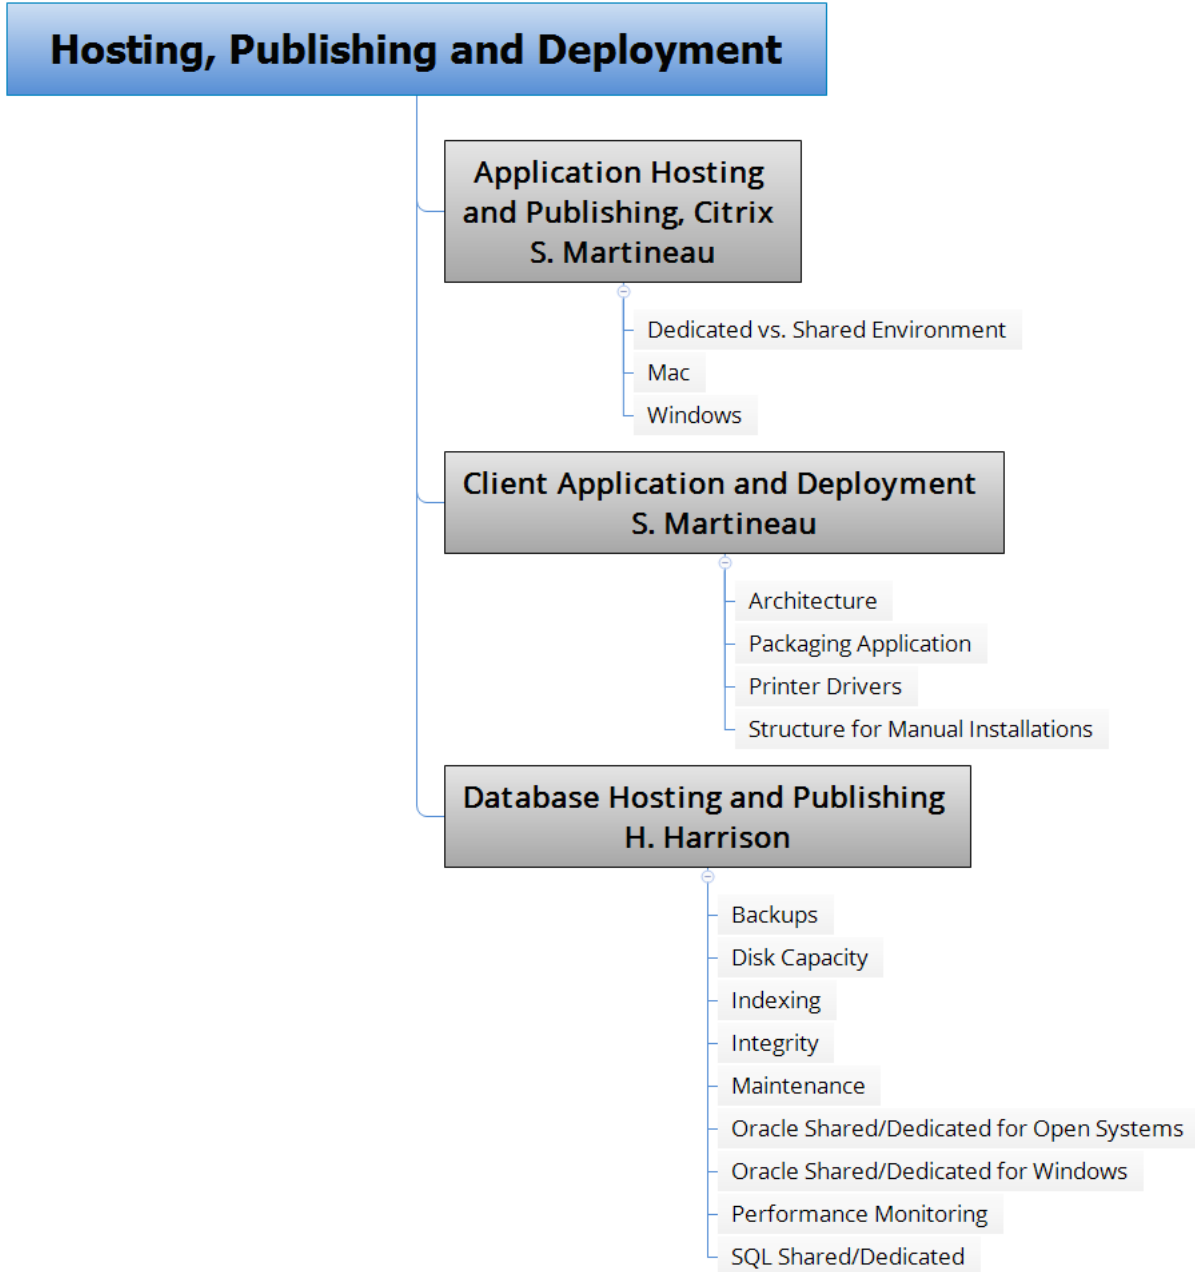 Hosting, Publishing and Deployment
Application Hosting
and Publishing, Citrix
S. Martineau
Dedicated vs. Shared Environment
Mac
Windows
Client Application and Deployment
S. Martineau
Architecture
Packaging Application
Printer Drivers
Structure for Manual Installations
Database Hosting and Publishing
H. Harrison
Backups
Disk Capacity
Indexing
Integrity
Maintenance
Oracle Shared/Dedicated for Open Systems
Oracle Shared/Dedicated for Windows
Performance Monitoring
SQL Shared/Dedicated